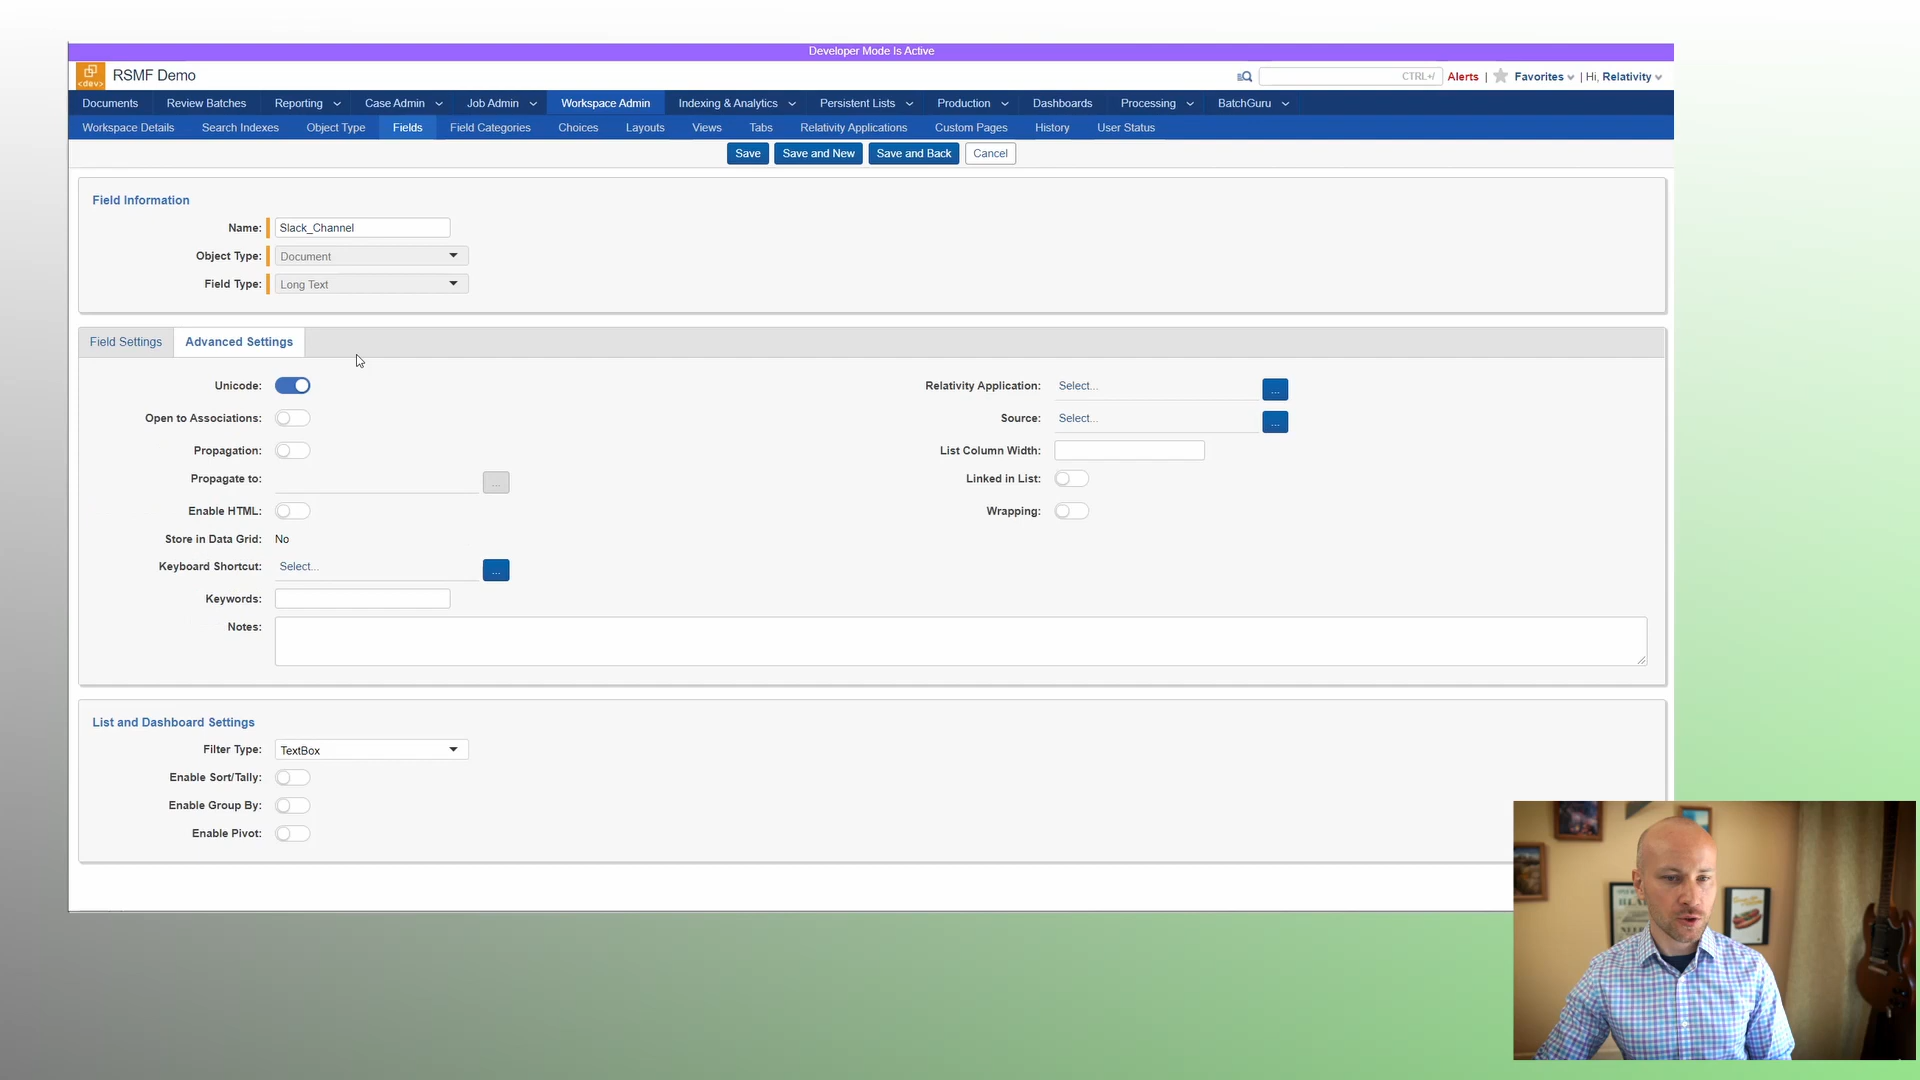 Developer Mode Is Active
<dev>
RSMF Demo
CTRL+/
Alerts | Favorites | Hi, Relativity
Documents Review Batches Reporting Case Admin Job Admin Workspace Admin Indexing & Analytics Persistent Lists Production Dashboards Processing BatchGuru
Workspace Details Search Indexes Object Type Fields Field Categories Choices Layouts Views Tabs Relativity Applications Custom Pages History User Status
Save Save and New Save and Back Cancel
Field Information
Name: Slack_Channel
Object Type: Document
Field Type: Long Text
Field Settings Advanced Settings
Unicode:
Open to Associations:
Propagation:
Propagate to: ...
Enable HTML:
Store in Data Grid: No
Keyboard Shortcut: Select... ...
Keywords:
Notes:
Relativity Application: Select... ...
Source: Select... ...
List Column Width:
Linked in List:
Wrapping:
List and Dashboard Settings
Filter Type: TextBox
Enable Sort/Tally:
Enable Group By:
Enable Pivot: